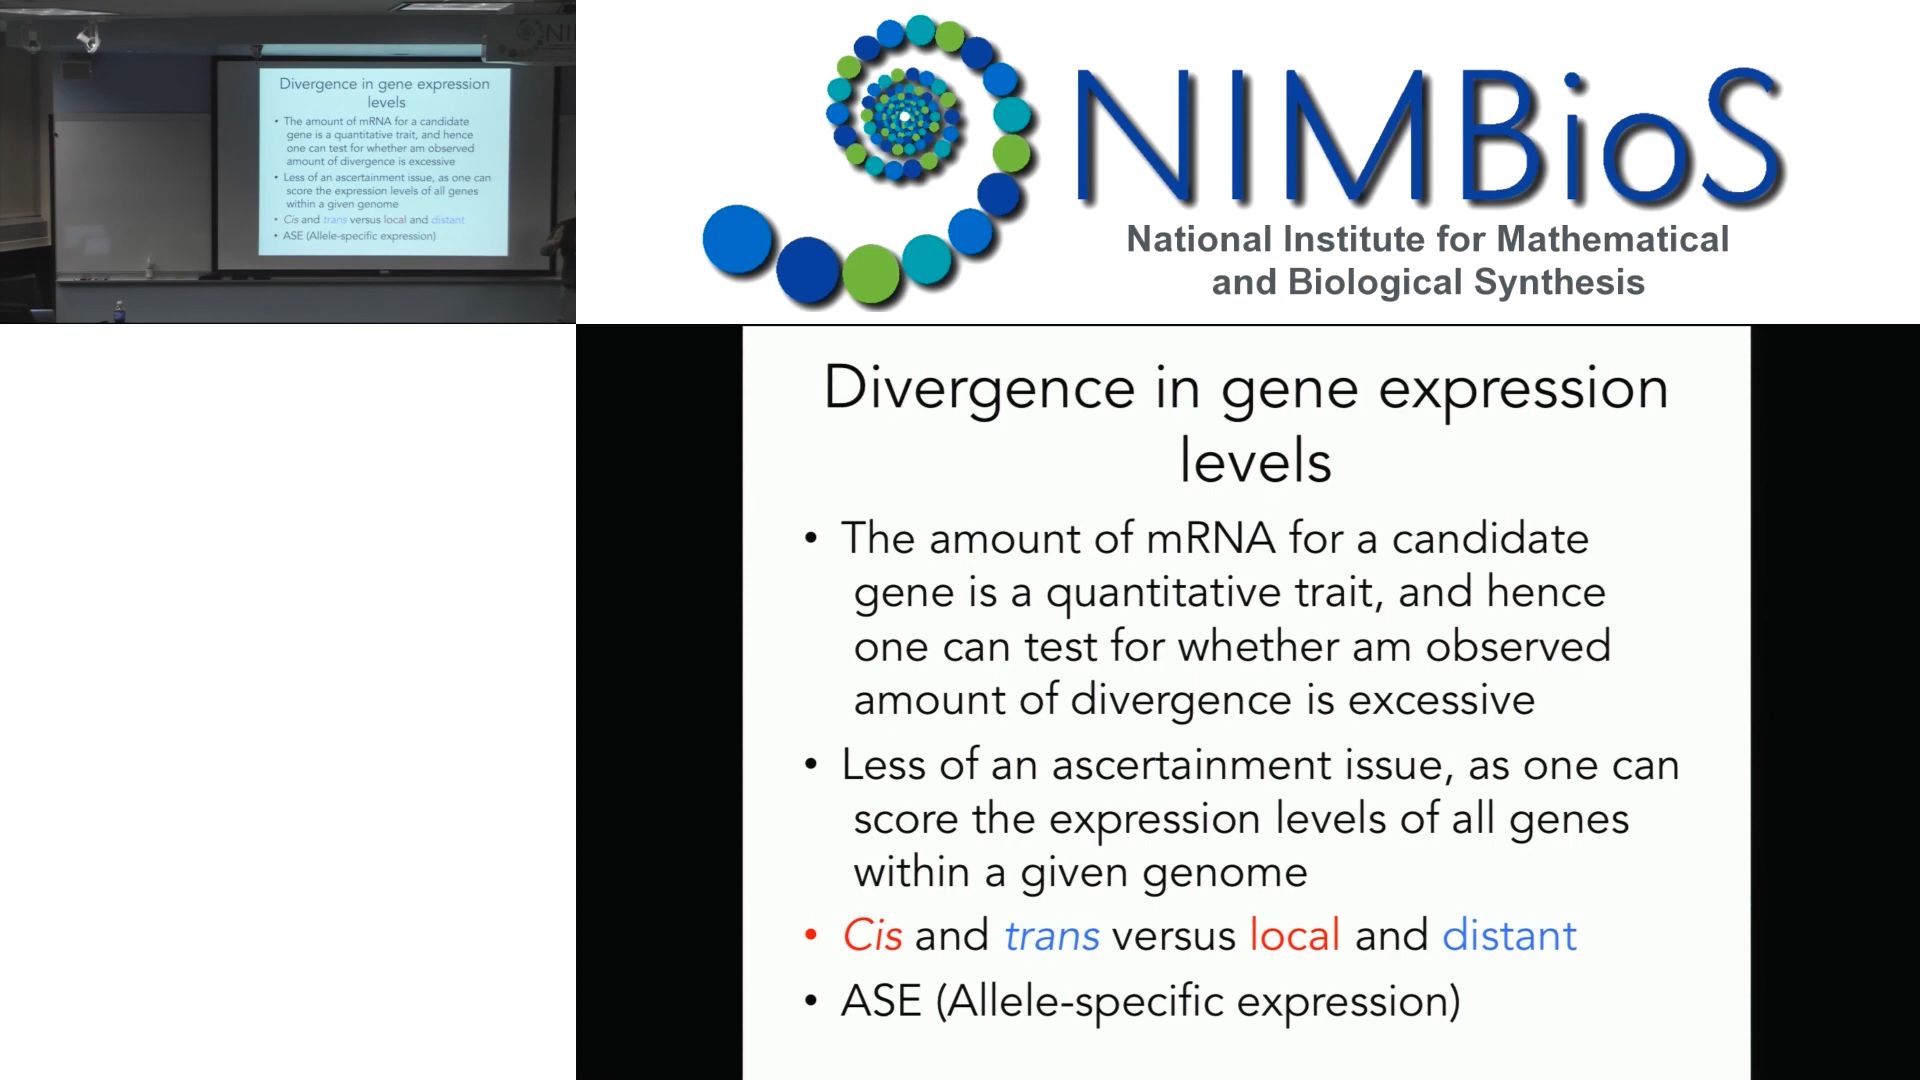 Divergence in gene expression
levels
• The amount of mRNA for a candidate
gene is a quantitative trait, and hence
one can test for whether am observed
amount of divergence is excessive
• Less of an ascertainment issue, as one can
score the expression levels of all genes
within a given genome
• Cis and trans versus local and distant
• ASE (Allele-specific expression)
NIMBioS
National Institute for Mathematical
and Biological Synthesis
Divergence in gene expression
levels
• The amount of mRNA for a candidate
gene is a quantitative trait, and hence
one can test for whether am observed
amount of divergence is excessive
• Less of an ascertainment issue, as one can
score the expression levels of all genes
within a given genome
• Cis and trans versus local and distant
• ASE (Allele-specific expression)